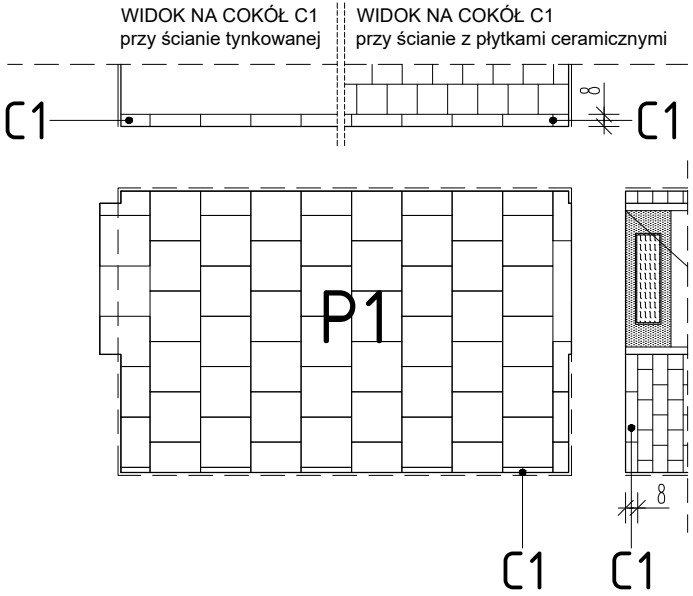 WIDOK NA COKÓŁ C1
przy ścianie tynkowanej
WIDOK NA COKÓŁ C1
przy ścianie z płytkami ceramicznymi
8
C1
C1
P1
8
C1
C1